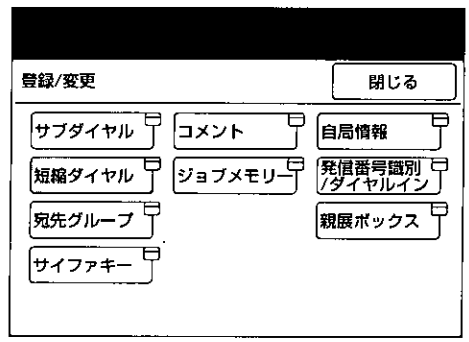 登録/変更
閉じる
サブダイヤル
コメント
自局情報
短縮ダイヤル
ジョブメモリー
発信番号識別
/ダイヤルイン
宛先グループ
親展ボックス
サイファキー